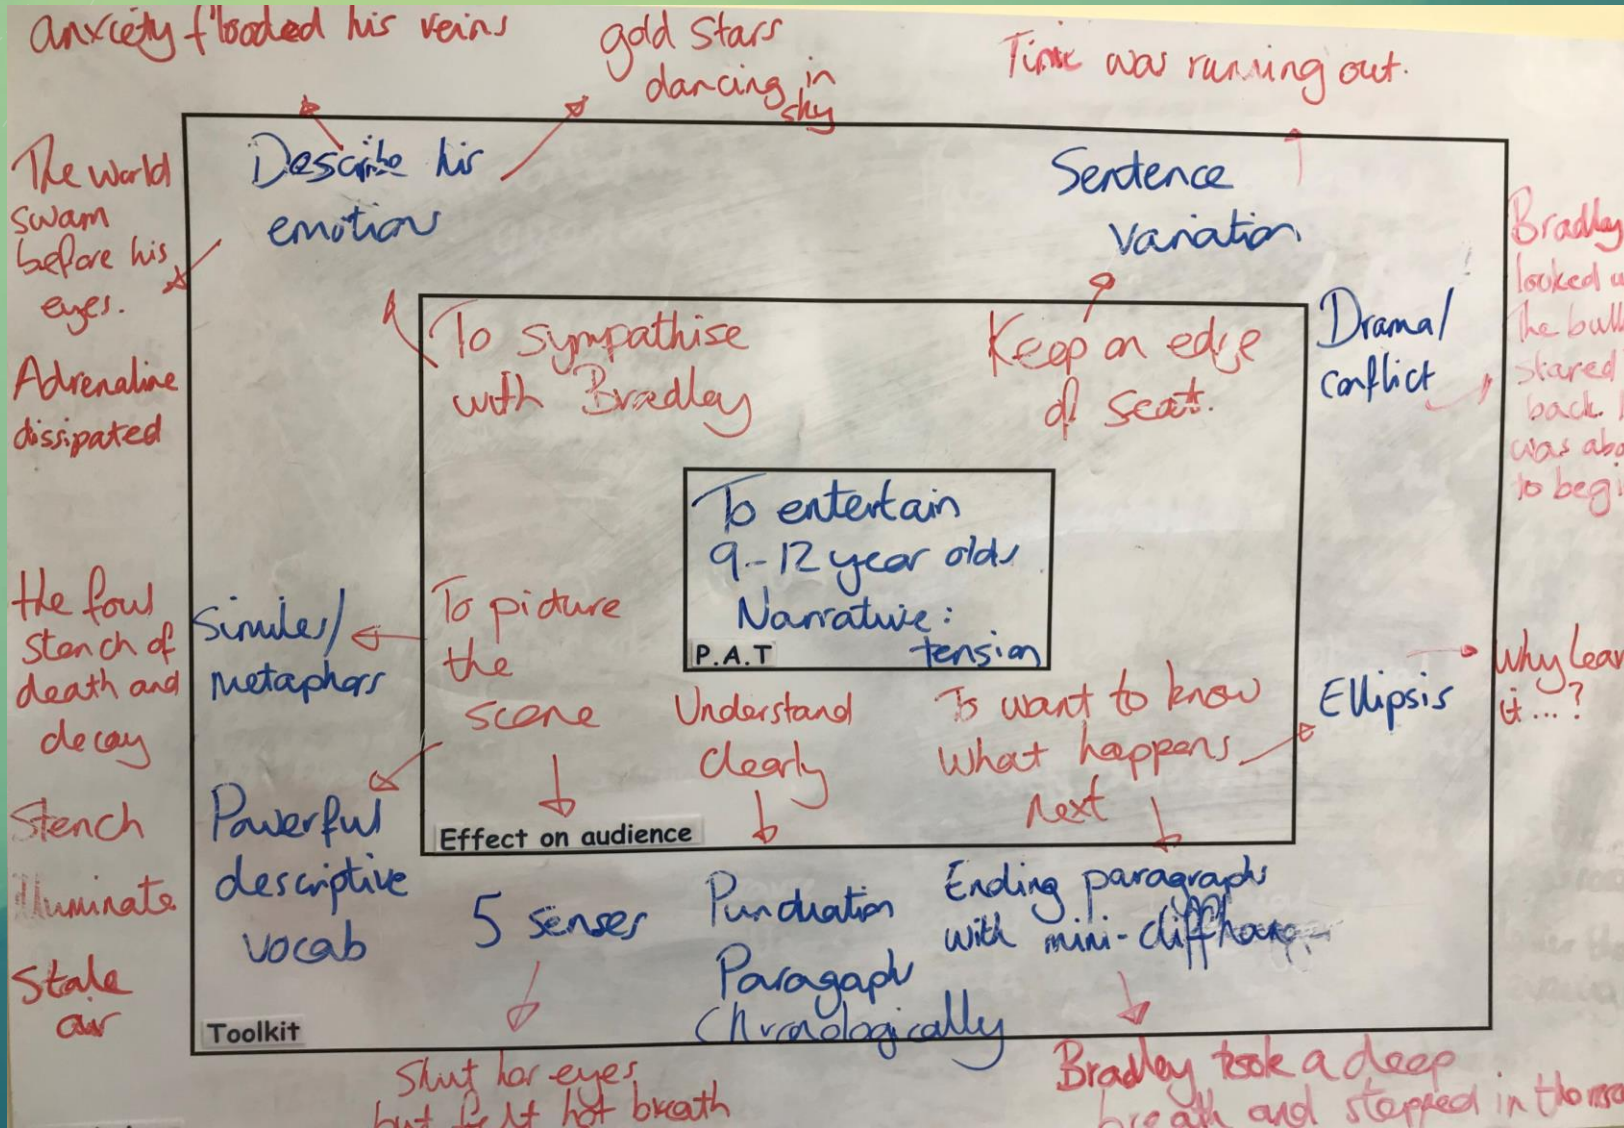 anxciety flooded his veins
gold stars
dancing in
sky
Time was running out.
The world
swam
before his
eyes.
Adrenaline
dissipated
the foul
stench of
death and
decay
Stench
illuminate
Stale
air
Describe his
emotions
Sentence
variation
Drama/
conflict
Bradley
looked
The
stared
back.
was
to
To sympathise
with Bradley
Keep on edge
of seat.
To entertain
9-12 year olds
Narrative:
tension
P.A.T
Similes/
metaphors
To picture
the
scene
Understand
clearly
To want to know
what happens
next
Ellipsis
Why
it...?
Effect on audience
Powerful
descriptive
vocab
5 senses
Punctuation
Paragaph
Chronologically
Ending paragraphs
with mini-cliffhanger
Toolkit
Shut her eyes
but felt hot breath
Bradley took a deep
breath and stepped in